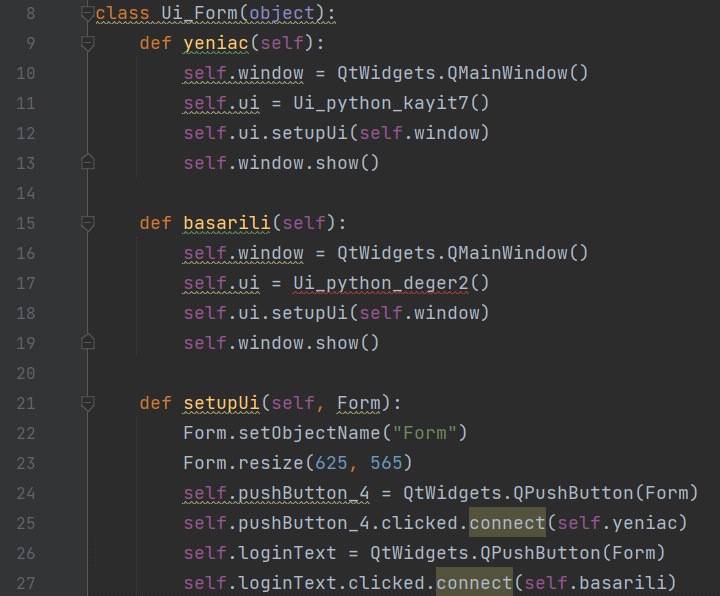 8 class Ui_Form(object):
9     def yeniac(self):
10         self.window = QtWidgets.QMainWindow()
11         self.ui = Ui_python_kayit7()
12         self.ui.setupUi(self.window)
13         self.window.show()
14
15     def basarili(self):
16         self.window = QtWidgets.QMainWindow()
17         self.ui = Ui_python_deger2()
18         self.ui.setupUi(self.window)
19         self.window.show()
20
21     def setupUi(self, Form):
22         Form.setObjectName("Form")
23         Form.resize(625, 565)
24         self.pushButton_4 = QtWidgets.QPushButton(Form)
25         self.pushButton_4.clicked.connect(self.yeniac)
26         self.loginText = QtWidgets.QPushButton(Form)
27         self.loginText.clicked.connect(self.basarili)